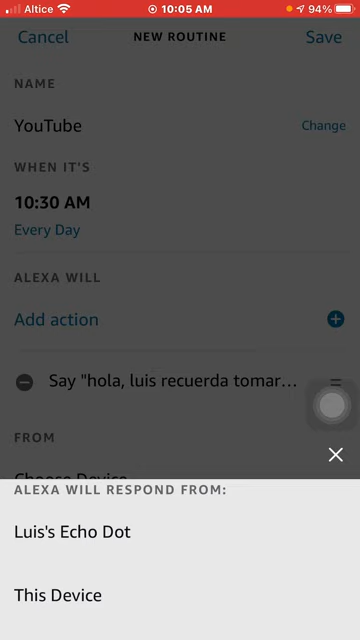 Altice 10:05 AM 94%
Cancel NEW ROUTINE Save
NAME
YouTube Change
WHEN IT'S
10:30 AM
Every Day
ALEXA WILL
Add action
Say "hola, luis recuerda tomar...
FROM
Choose Device
ALEXA WILL RESPOND FROM:
Luis's Echo Dot
This Device